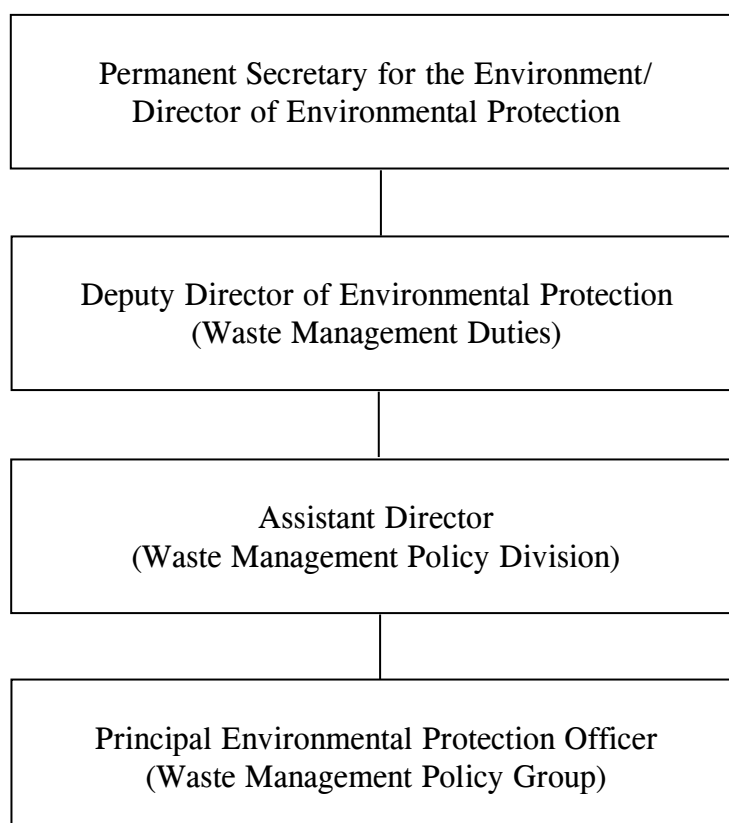 Permanent Secretary for the Environment/
Director of Environmental Protection
Deputy Director of Environmental Protection
(Waste Management Duties)
Assistant Director
(Waste Management Policy Division)
Principal Environmental Protection Officer
(Waste Management Policy Group)